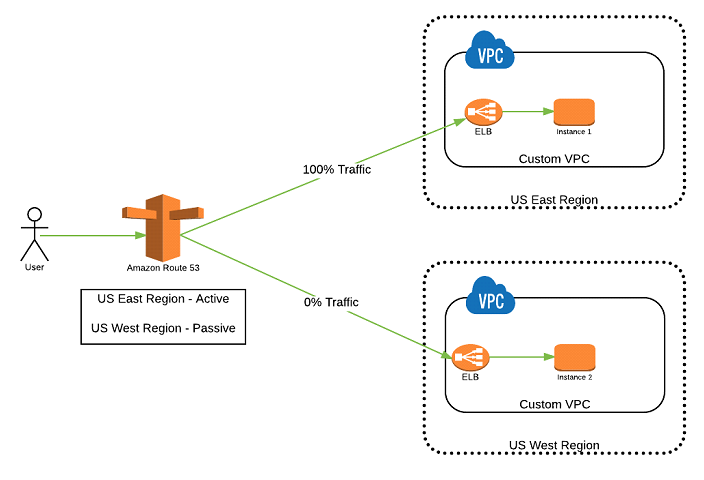 VPC
ELB
Instance 1
Custom VPC
US East Region
100% Traffic
User
Amazon Route 53
US East Region - Active
US West Region - Passive
0% Traffic
VPC
ELB
Instance 2
Custom VPC
US West Region